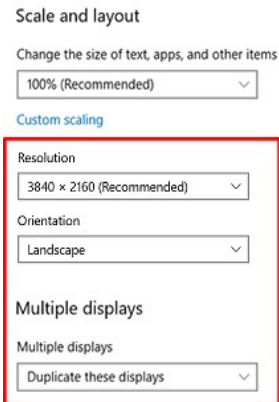 Scale and layout
Change the size of text, apps, and other items
100% (Recommended)
Custom scaling
Resolution
3840 × 2160 (Recommended)
Orientation
Landscape
Multiple displays
Multiple displays
Duplicate these displays